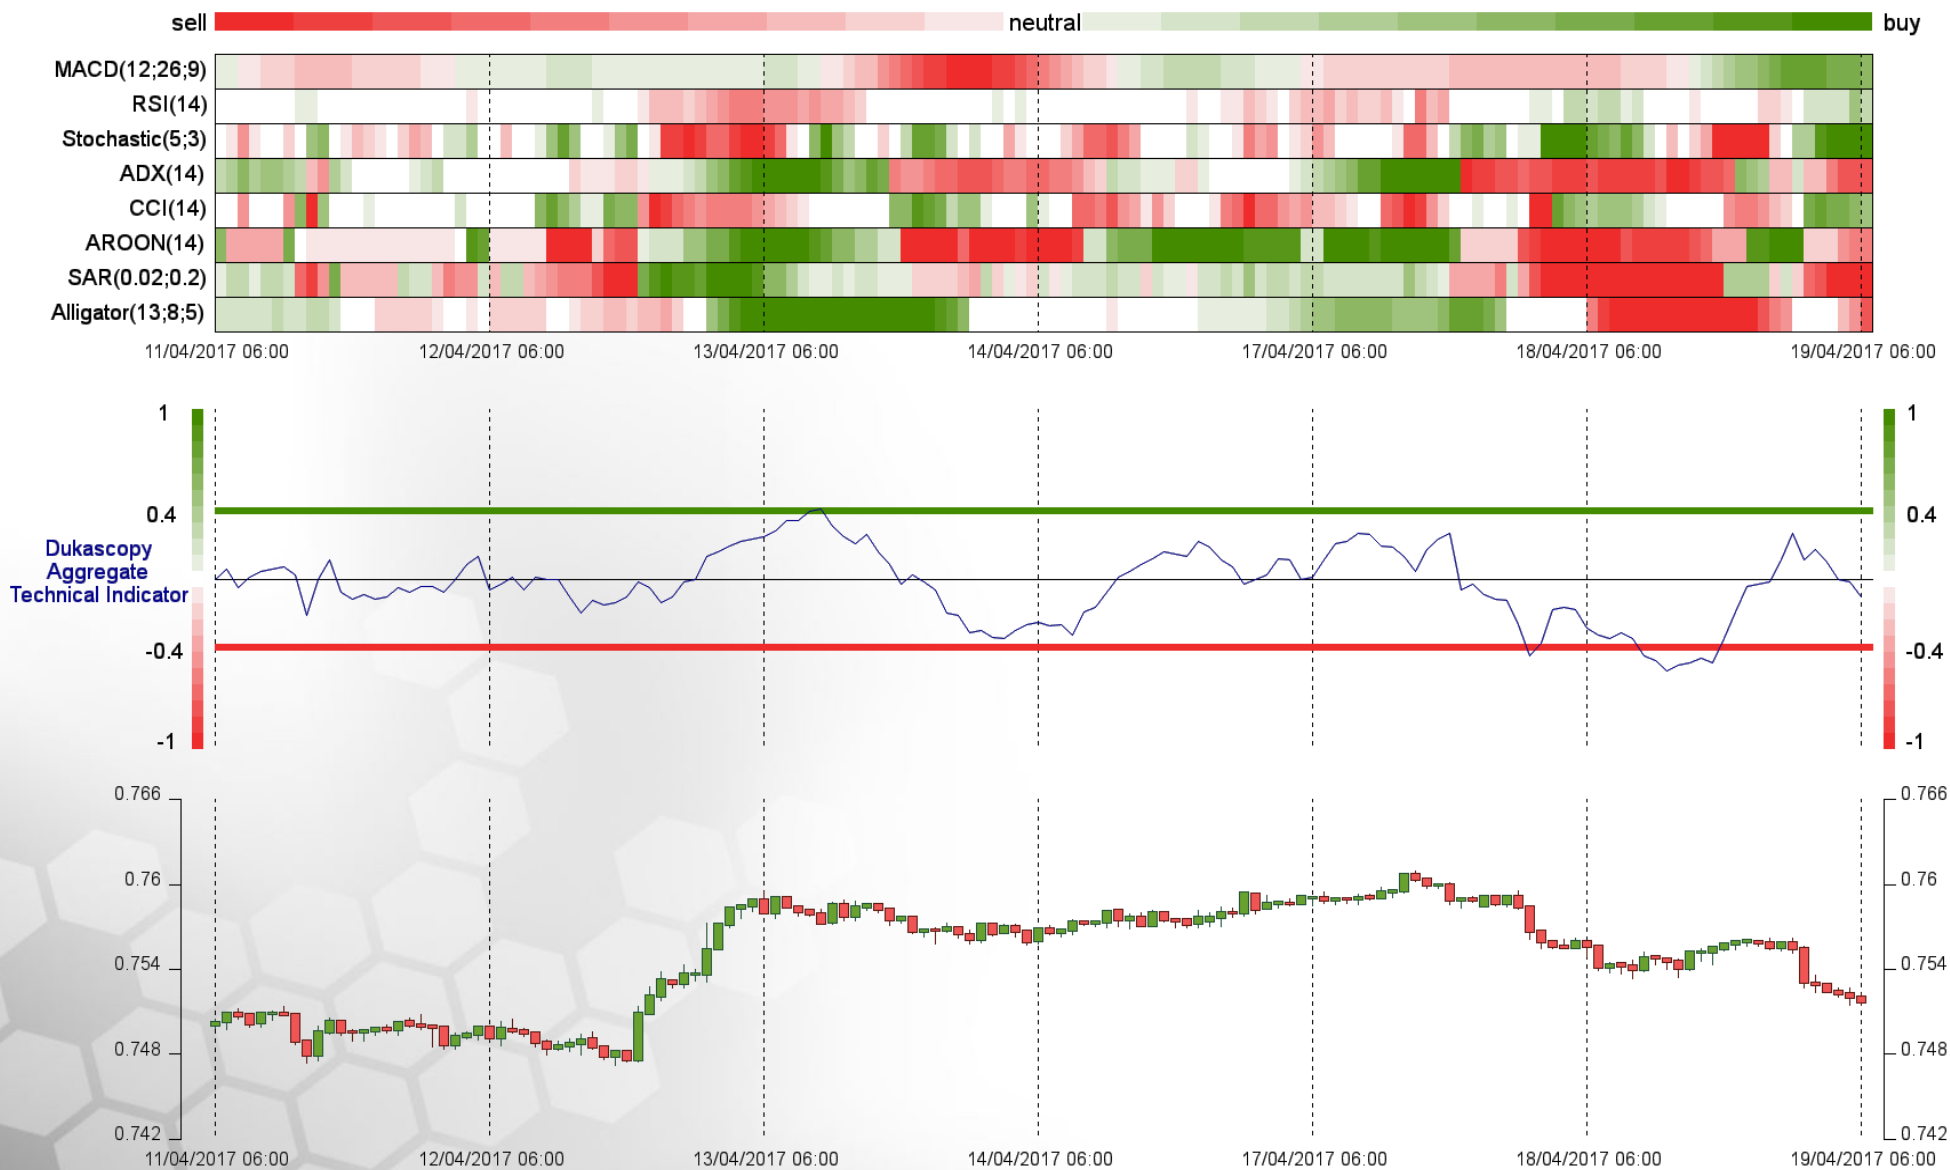 sell neutral buy
MACD(12;26;9)
RSI(14)
Stochastic(5;3)
ADX(14)
CCI(14)
AROON(14)
SAR(0.02;0.2)
Alligator(13;8;5)
11/04/2017 06:00 12/04/2017 06:00 13/04/2017 06:00 14/04/2017 06:00 17/04/2017 06:00 18/04/2017 06:00 19/04/2017 06:00
1 1
0.4 0.4
Dukascopy
Aggregate
Technical Indicator
-0.4 -0.4
-1 -1
0.766 0.766
0.76 0.76
0.754 0.754
0.748 0.748
0.742 0.742
11/04/2017 06:00 12/04/2017 06:00 13/04/2017 06:00 14/04/2017 06:00 17/04/2017 06:00 18/04/2017 06:00 19/04/2017 06:00